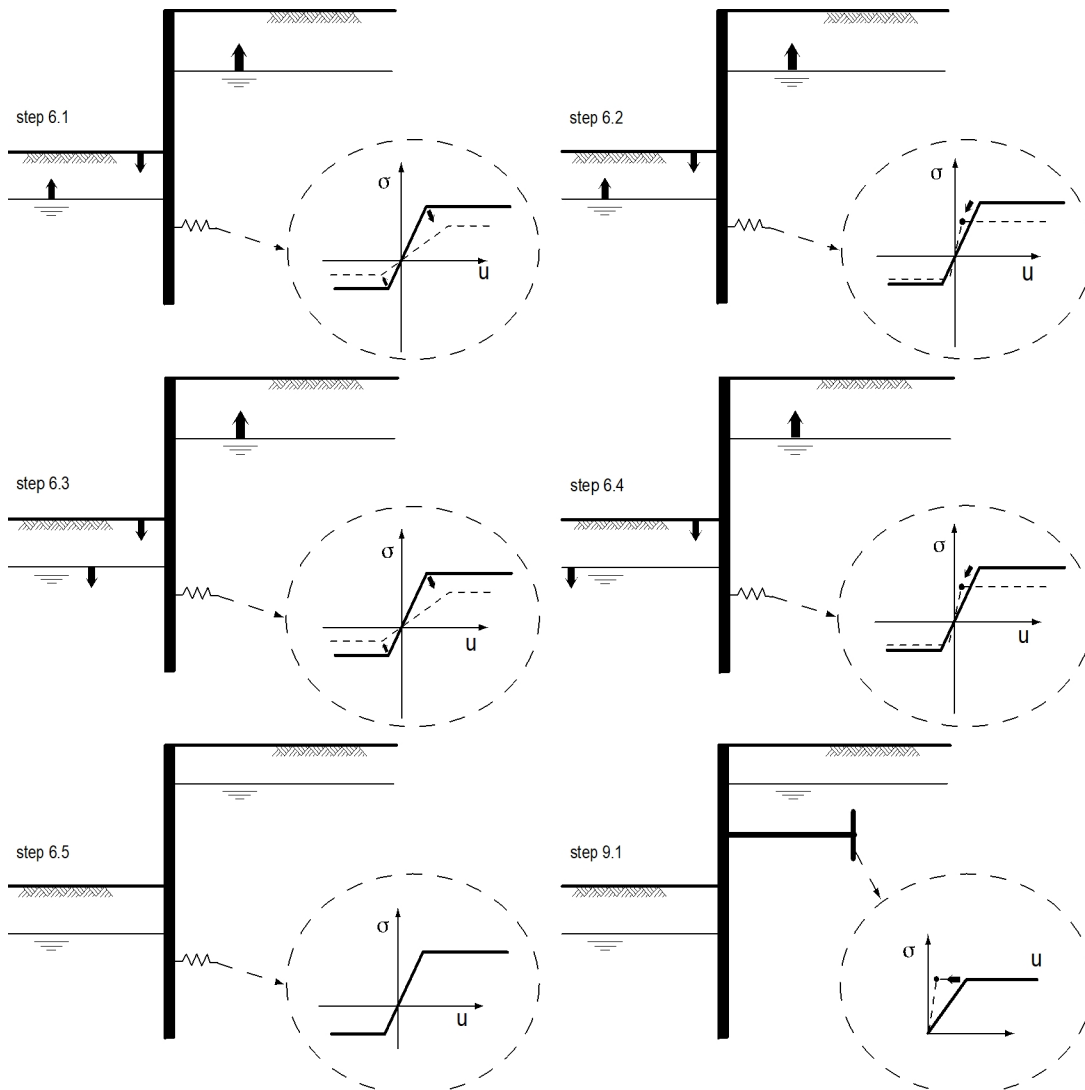 step 6.1
σ
u
step 6.2
σ
u
step 6.3
σ
u
step 6.4
σ
u
step 6.5
σ
u
step 9.1
σ
u